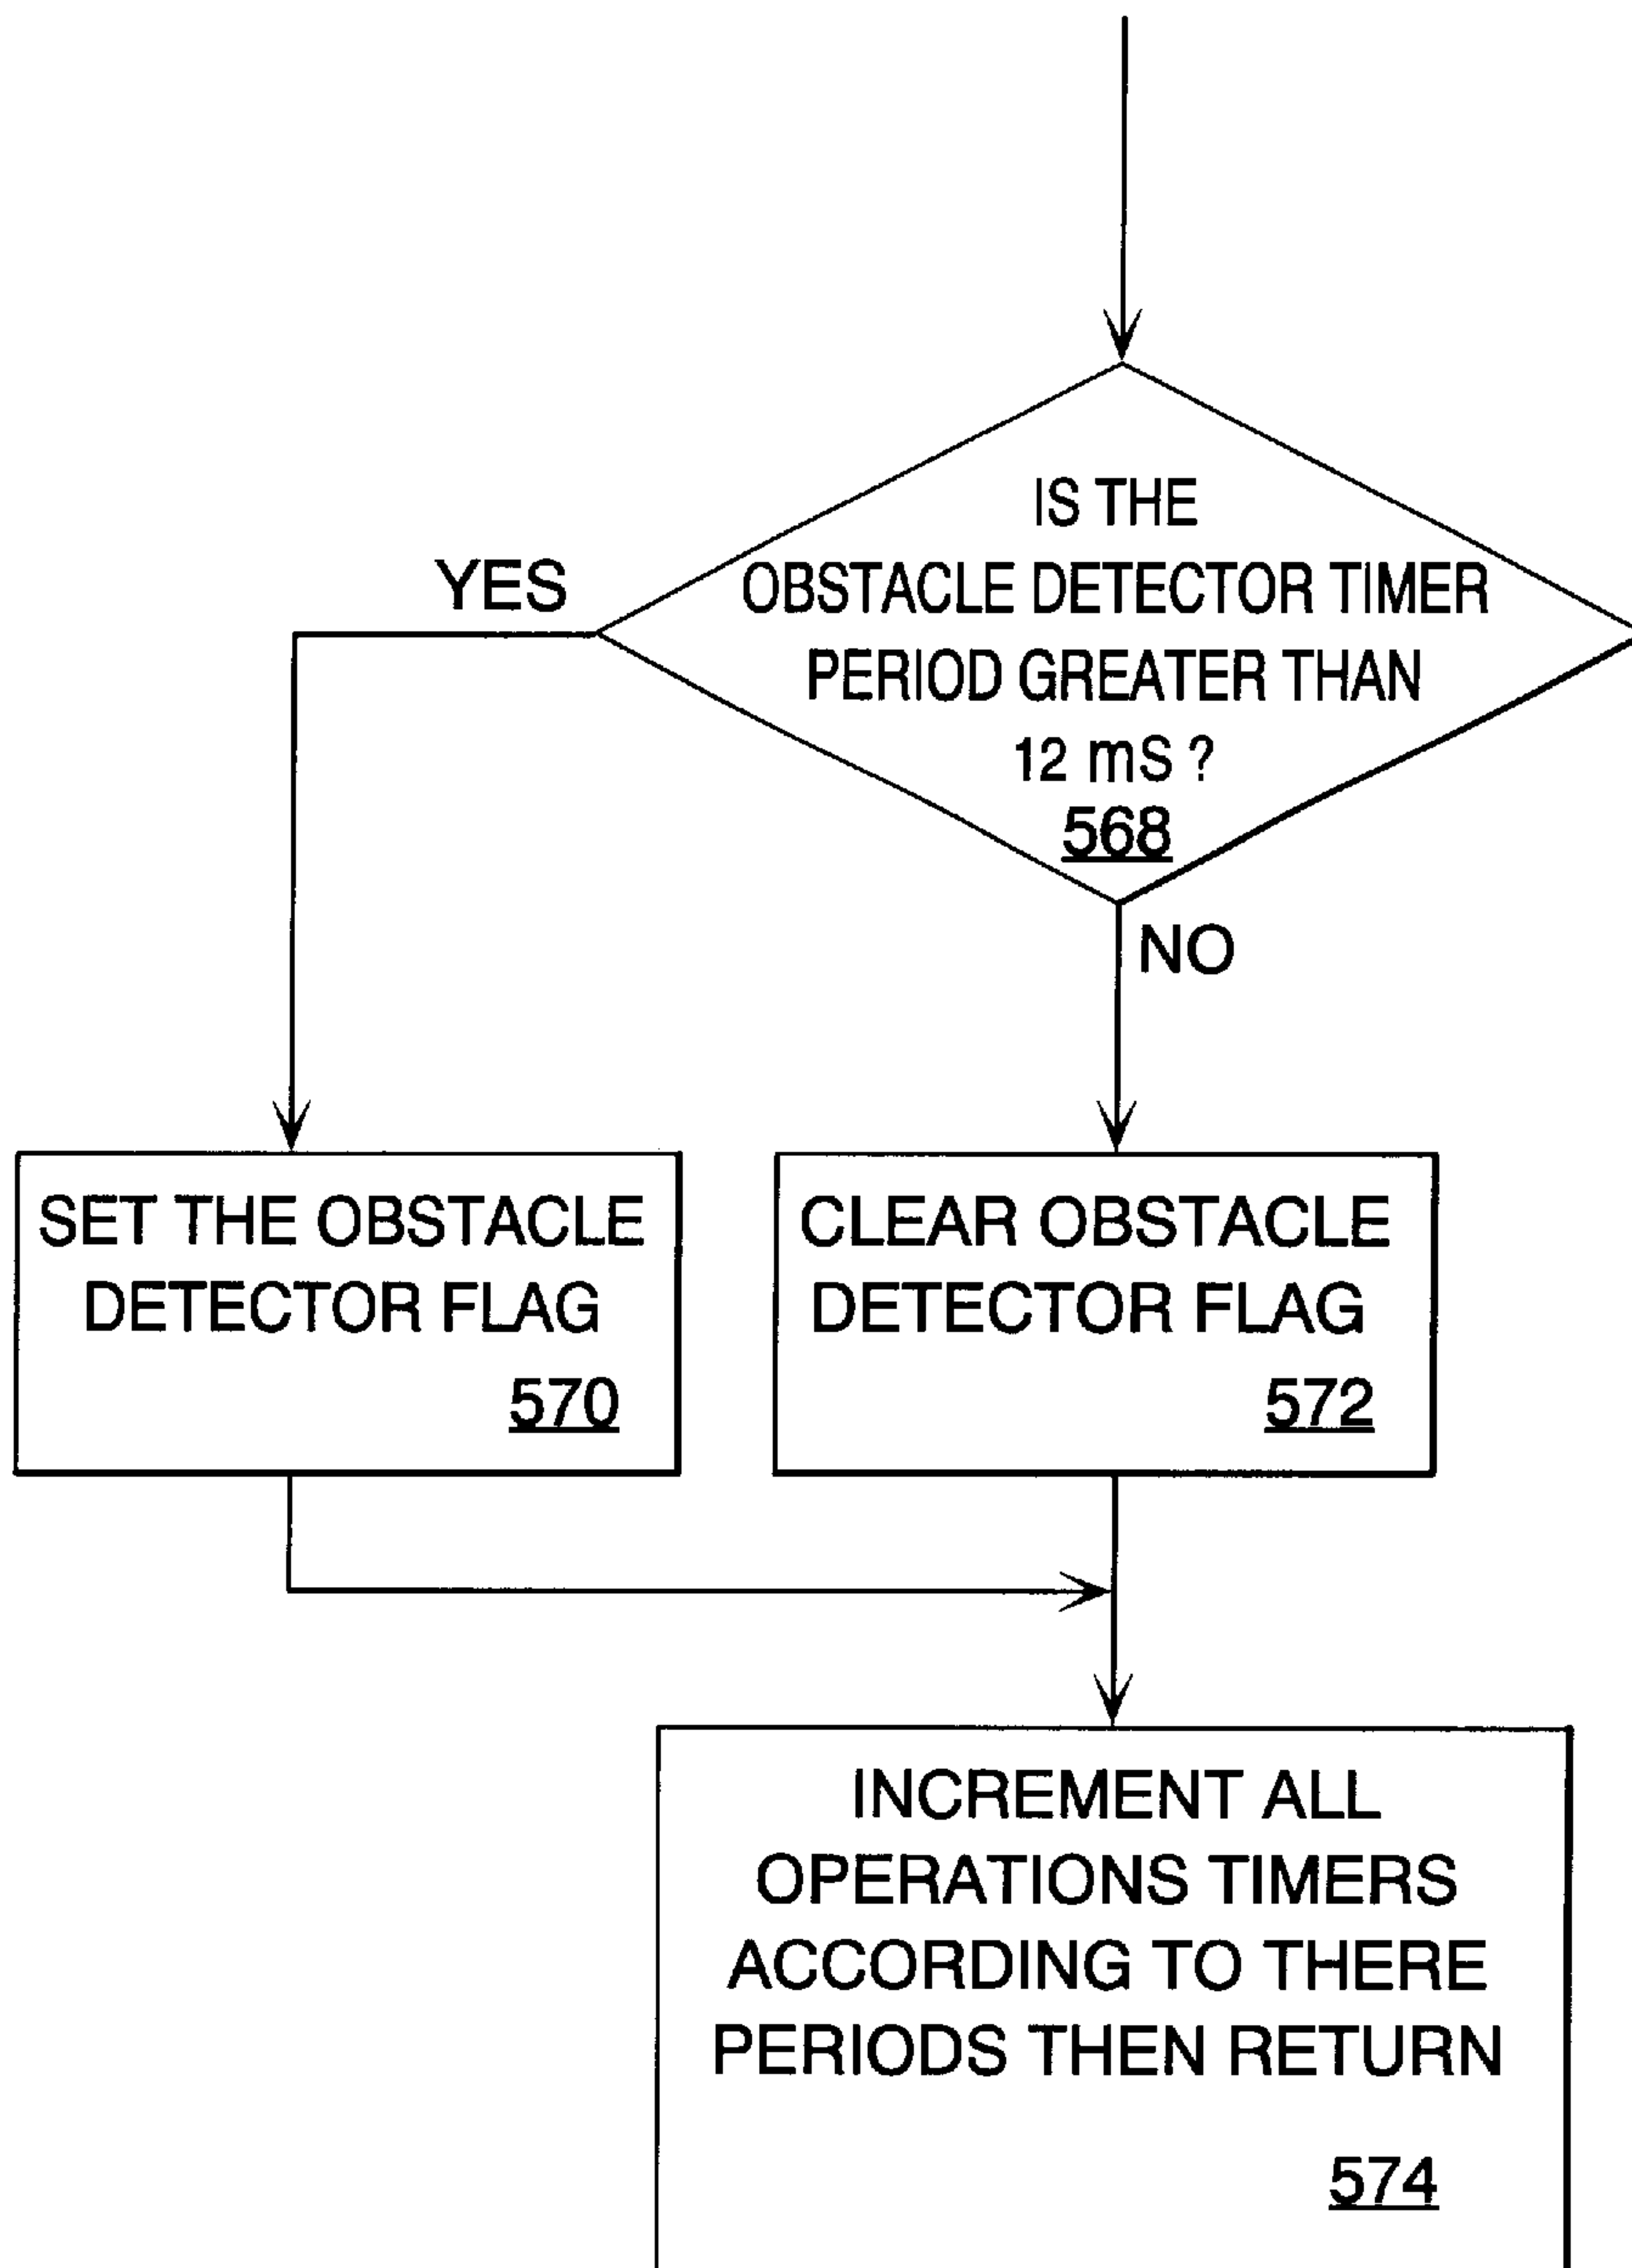 IS THE
OBSTACLE DETECTOR TIMER
PERIOD GREATER THAN
12 mS ?
568
YES
NO
SET THE OBSTACLE
DETECTOR FLAG
570
CLEAR OBSTACLE
DETECTOR FLAG
572
INCREMENT ALL
OPERATIONS TIMERS
ACCORDING TO THERE
PERIODS THEN RETURN
574